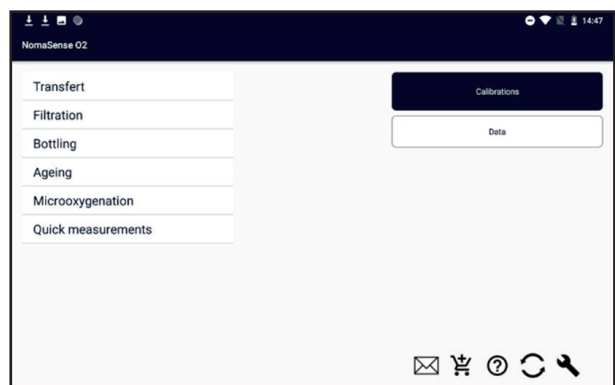 14:47
NomaSense O2
Transfert
Filtration
Bottling
Ageing
Microoxygenation
Quick measurements
Calibrations
Data